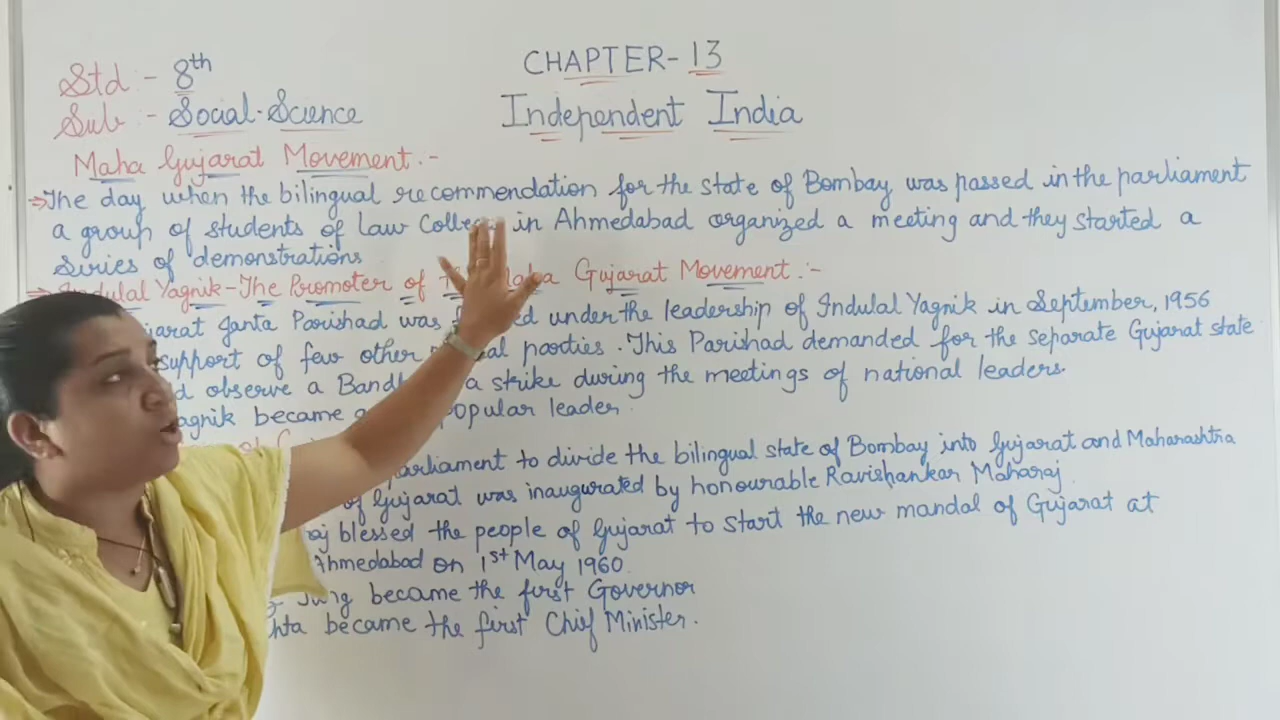 Std :- 8th
Sub :- Social-Science
CHAPTER-13
Independent India
Maha Gujarat Movement :-
⇒The day when the bilingual recommendation for the state of Bombay was passed in the parliament
a group of students of Law College in Ahmedabad organized a meeting and they started a
Siries of demonstrations
⇒ Indulal Yagnik-The Promoter of The Maha Gujarat Movement :-
Janta Parishad was under the leadership of Indulal Yagnik in September, 1956
support of few other parties. This Parishad demanded for the separate Gujarat state
observe a a strike during the meetings of national leaders.
Yagnik became popular leader.
parliament to divide the bilingual state of Bombay into Gujarat and Maharashtra
of Gujarat was inaugurated by honourable Ravishankar Maharaj
blessed the people of Gujarat to start the new mandal of Gujarat at
Ahmedabad on 1st May 1960.
Jung became the first Governor
became the first Chief Minister.